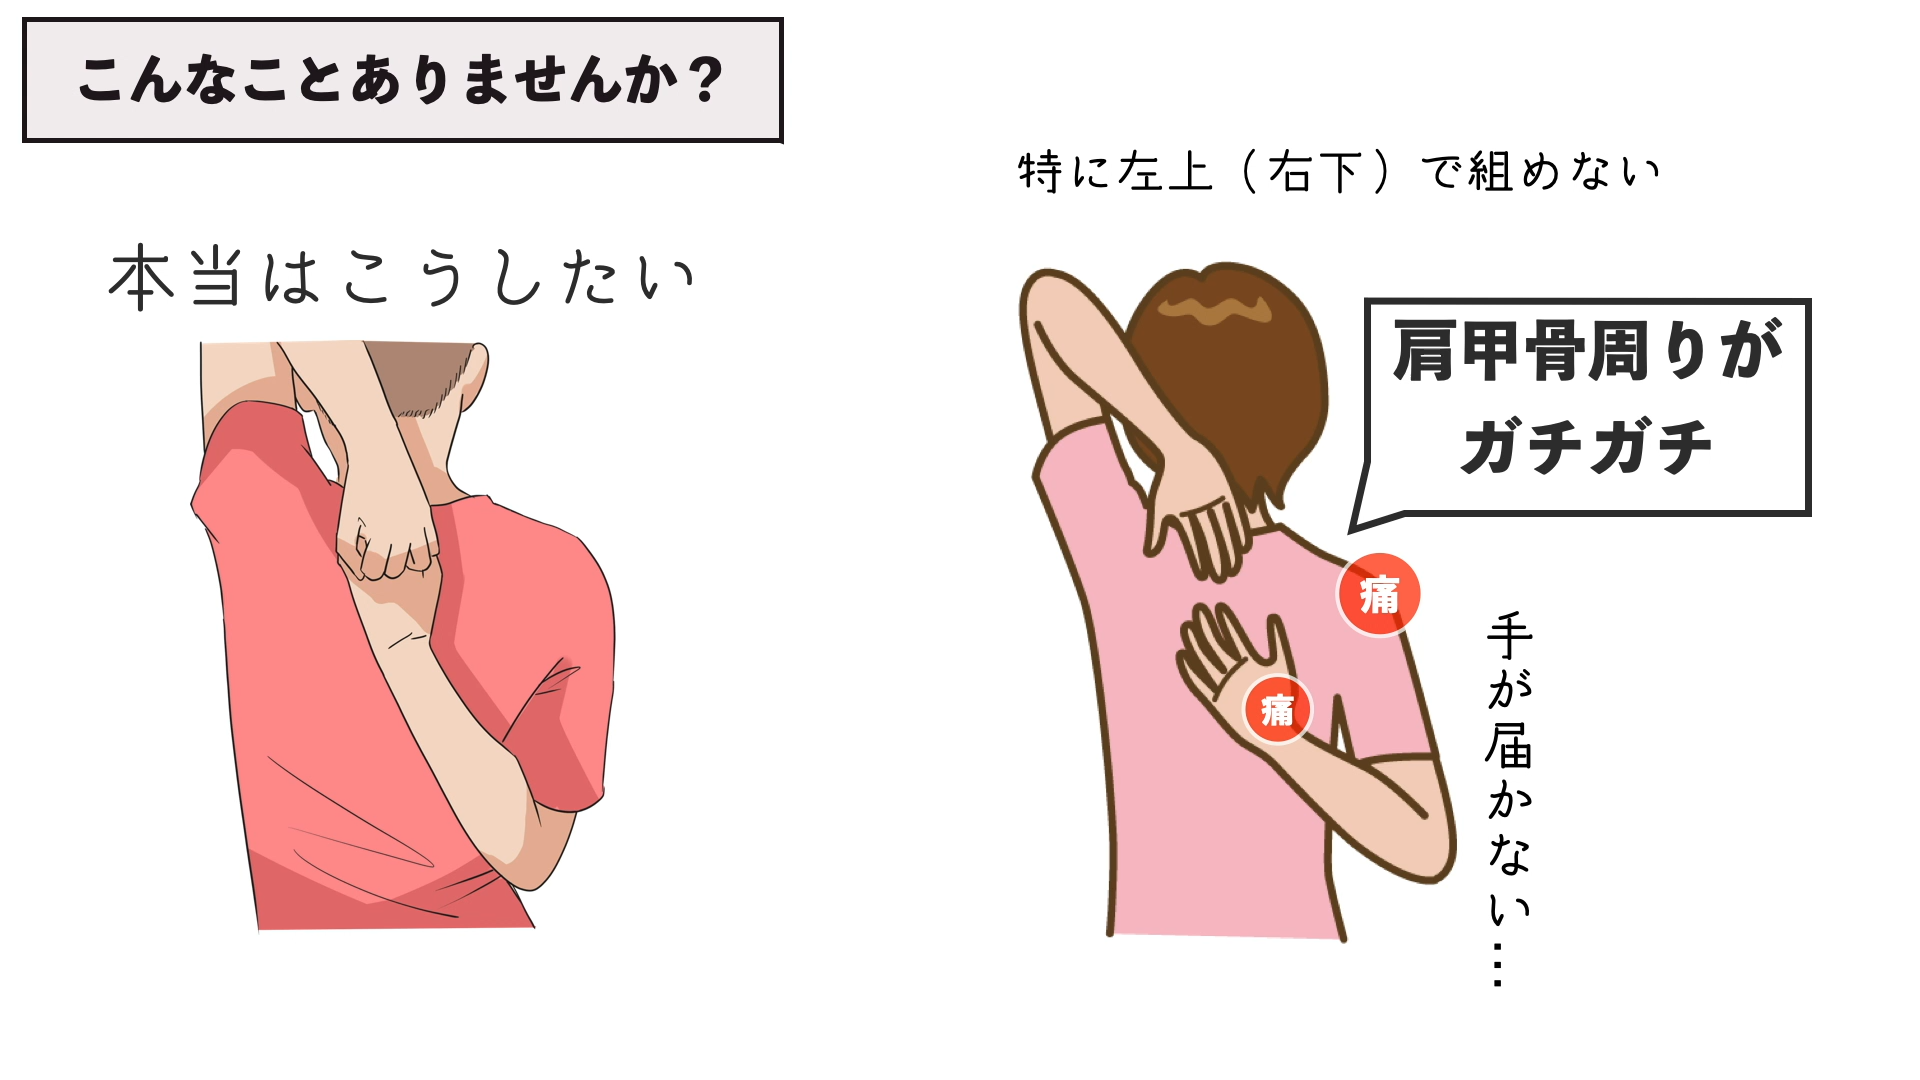 こんなことありませんか？
本当はこうしたい
特に左上（右下）で組めない
肩甲骨周りが
ガチガチ
痛
痛
手が届かない…